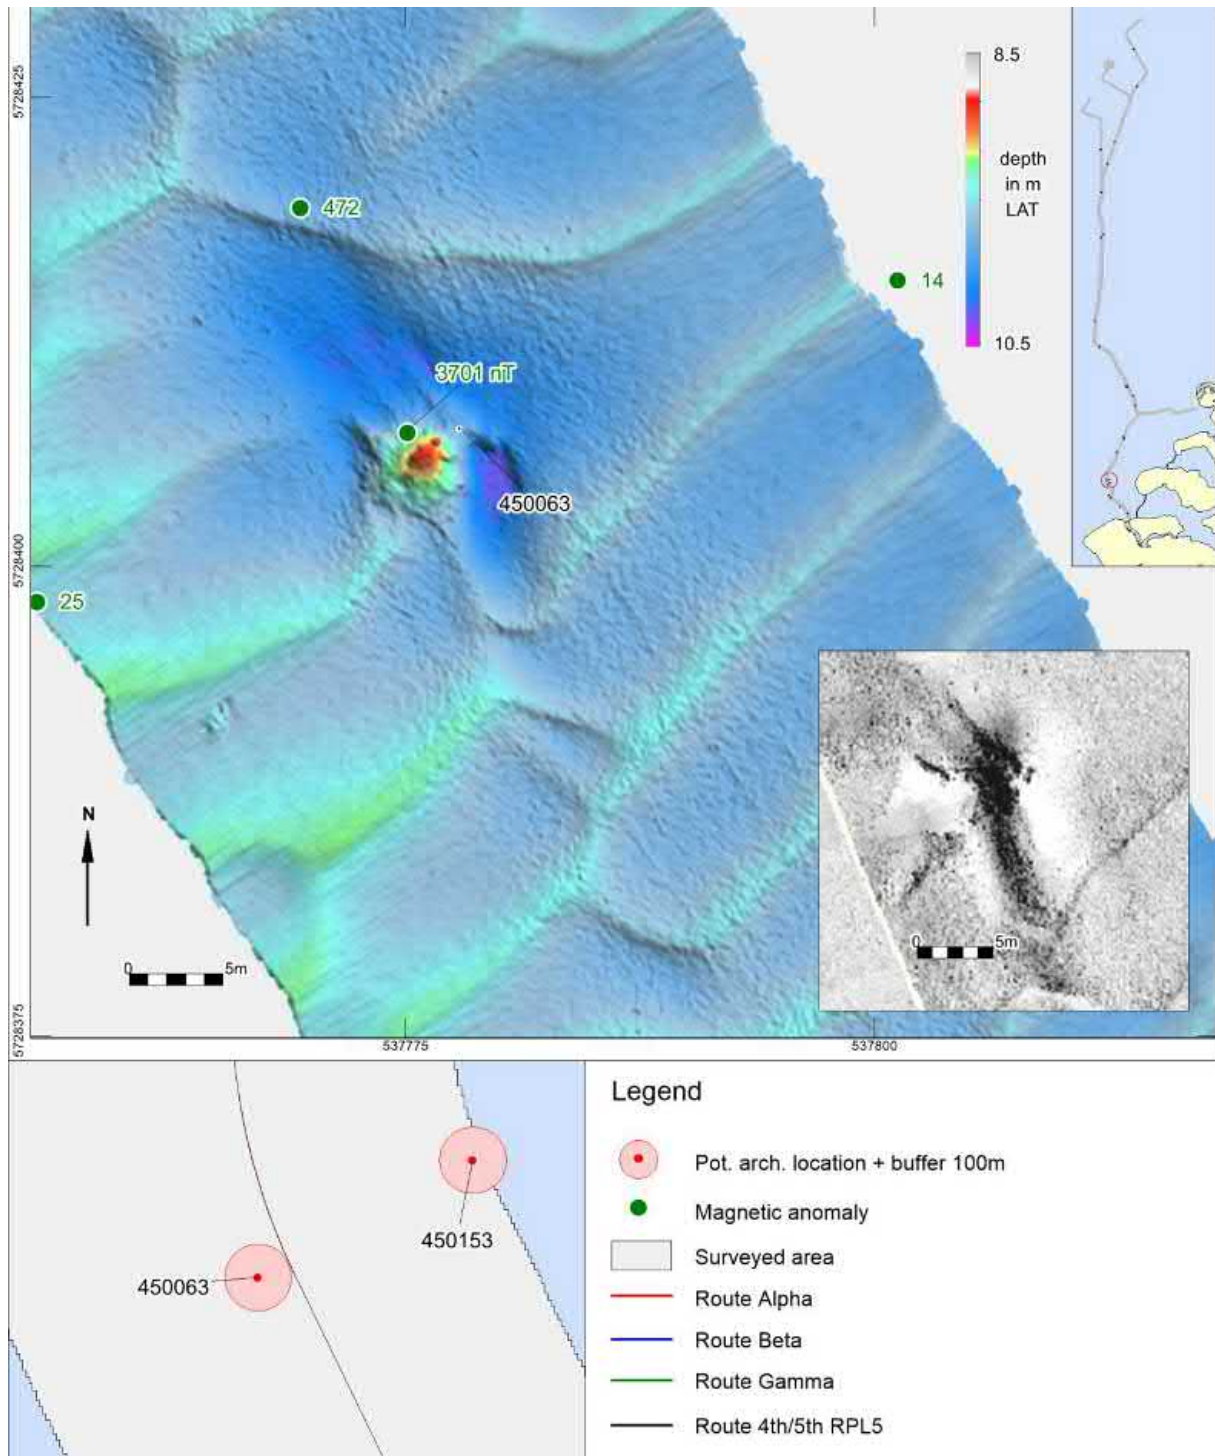 5728425
8.5
depth
in m
LAT
472
14
10.5
3701 nT
450063
5728400
25
N
0 5m
0 5m
5728375
537775
537800
450153
450063
Legend
Pot. arch. location + buffer 100m
Magnetic anomaly
Surveyed area
Route Alpha
Route Beta
Route Gamma
Route 4th/5th RPL5